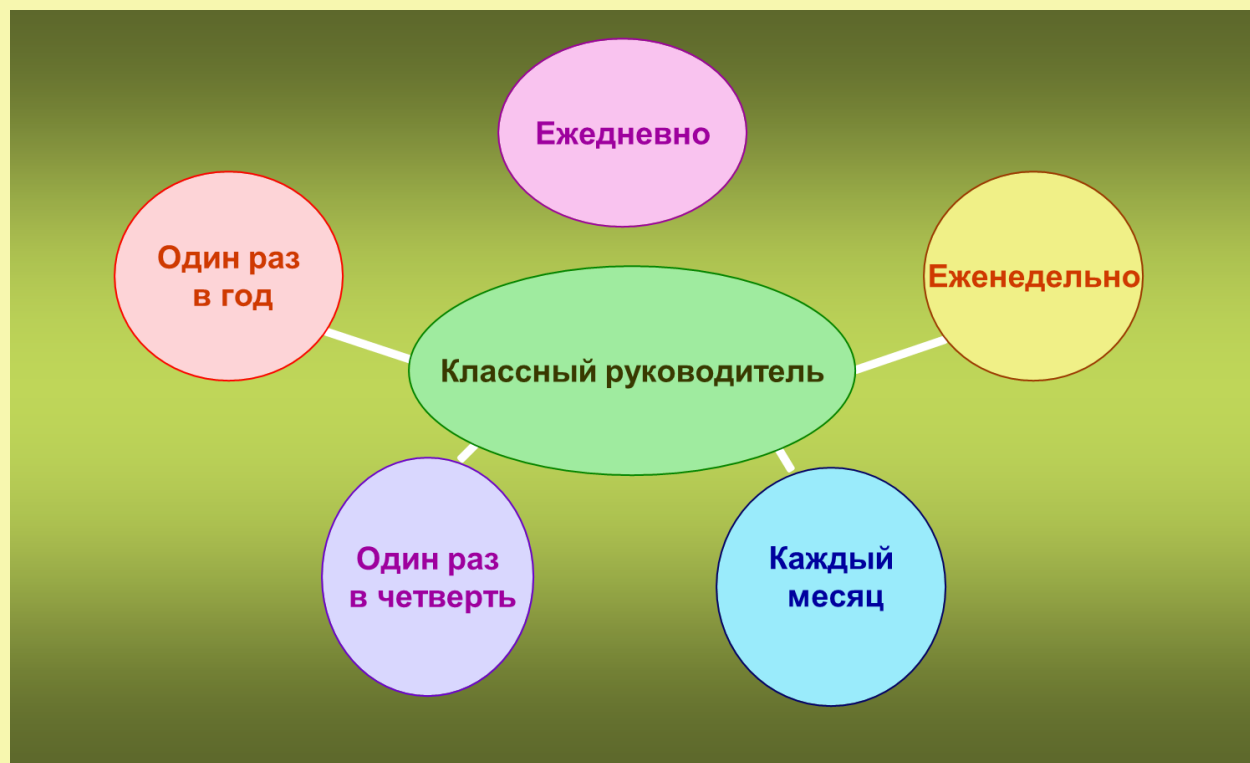 Ежедневно
Один раз
в год
Еженедельно
Классный руководитель
Один раз
в четверть
Каждый
месяц